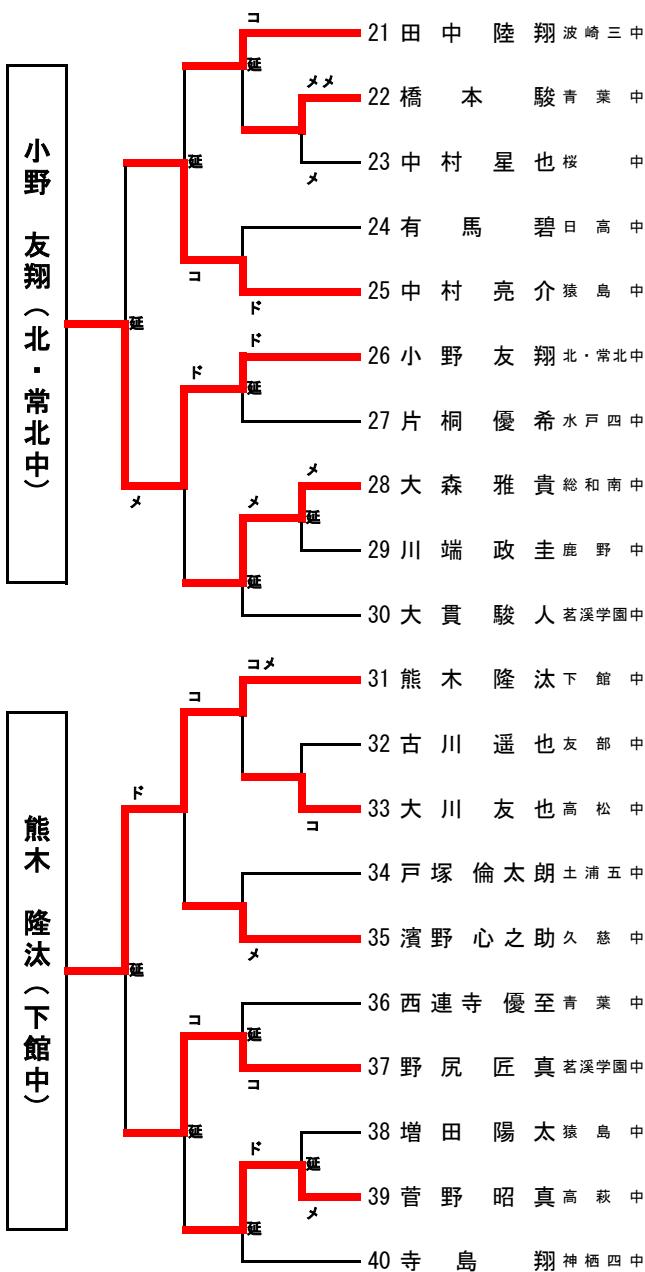 コ
21 田中 陸翔 波崎三中
延
メメ
22 橋本 駿 青葉中
延
23 中村 星也 桜中
メ
24 有馬 碧 日高中
コ
25 中村 亮介 猿島中
ド
小野 友翔（北・常北中）
延
ド
26 小野 友翔 北・常北中
ド
延
27 片桐 優希 水戸四中
メ
28 大森 雅貴 総和南中
メ
メ
延
29 川端 政圭 鹿野中
延
30 大貫 駿人 茗溪学園中
コメ
31 熊木 隆汰 下館中
コ
32 古川 遥也 友部中
ド
33 大川 友也 高松中
コ
熊木 隆汰（下館中）
34 戸塚 倫太朗 土浦五中
35 濱野 心之助 久慈中
メ
延
36 西連寺 優至 青葉中
コ
延
37 野尻 匠真 茗溪学園中
コ
38 増田 陽太 猿島中
延
ド
延
39 菅野 昭真 高萩中
メ
延
40 寺島 翔 神栖四中